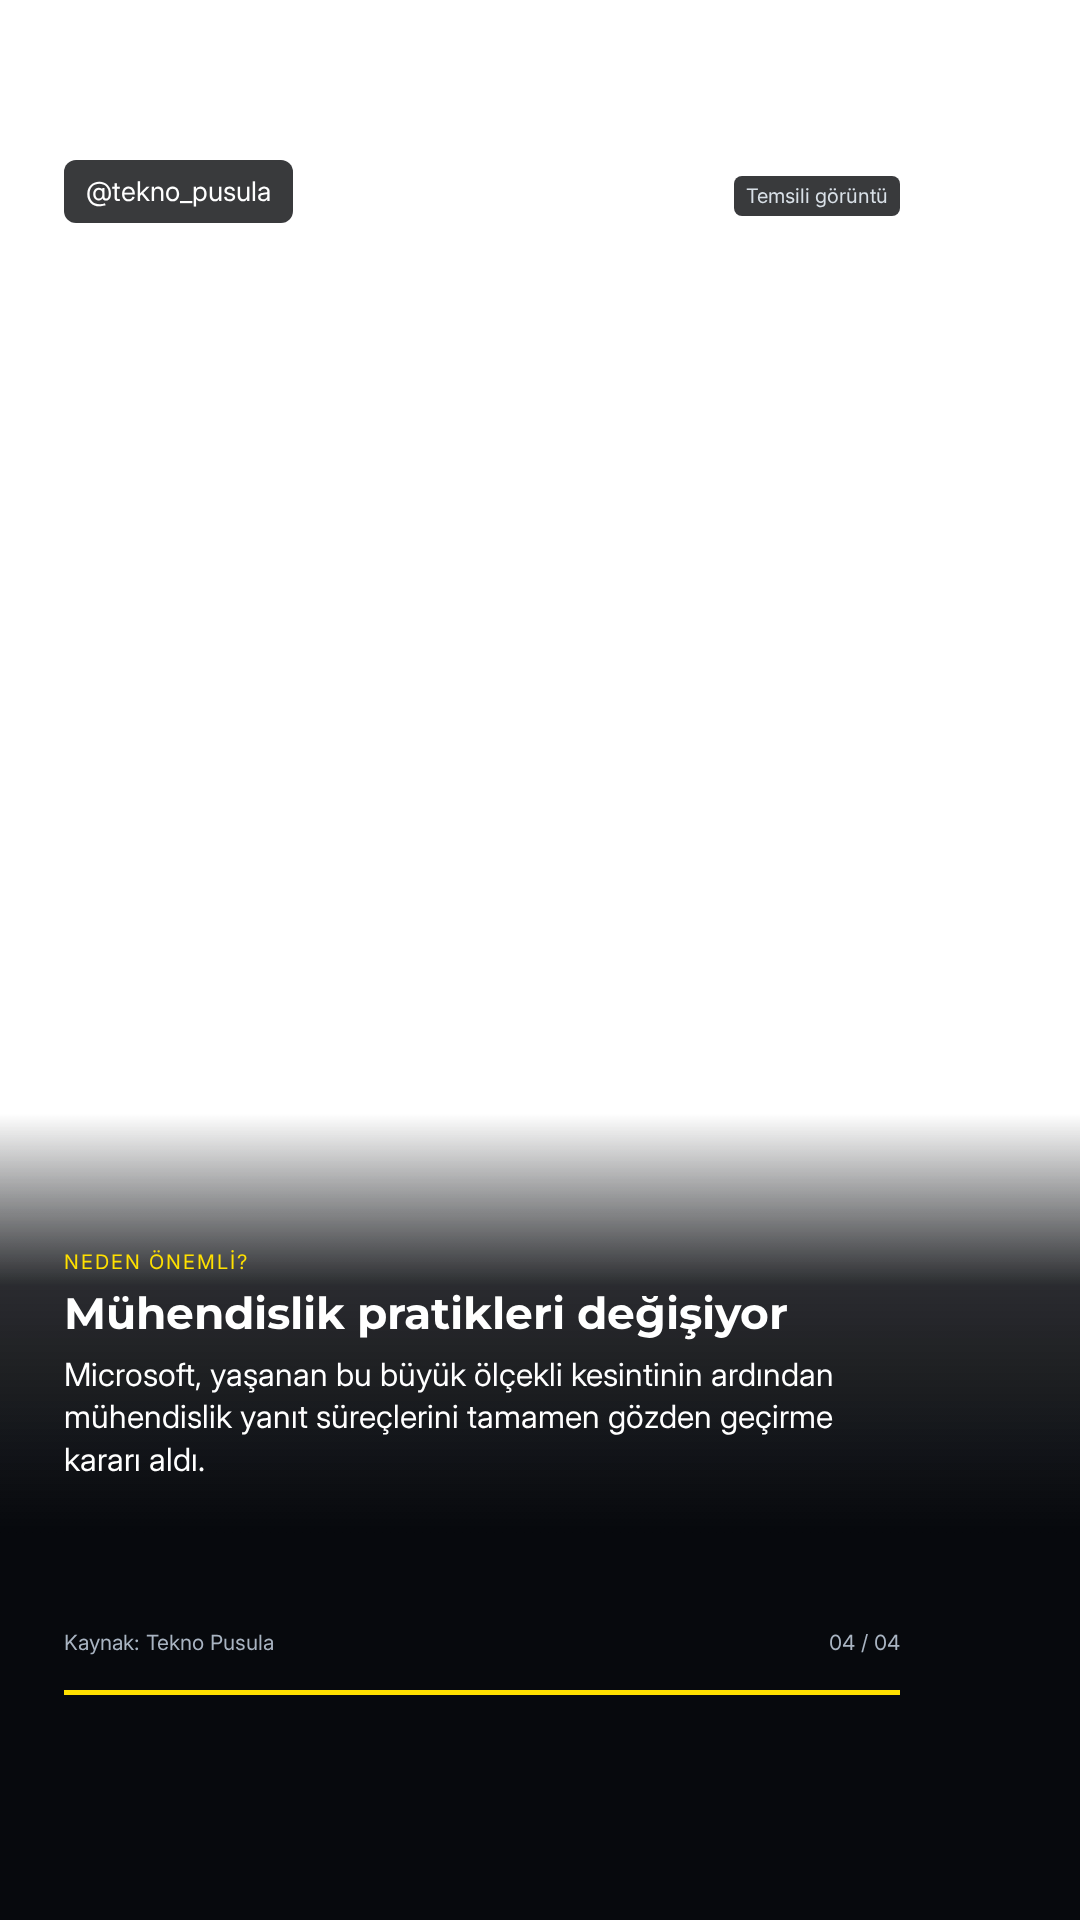 @tekno_pusula
Temsili görüntü
NEDEN ÖNEMLİ?
Mühendislik pratikleri değişiyor
Microsoft, yaşanan bu büyük ölçekli kesintinin ardından
mühendislik yanıt süreçlerini tamamen gözden geçirme
kararı aldı.
Kaynak: Tekno Pusula
04 / 04